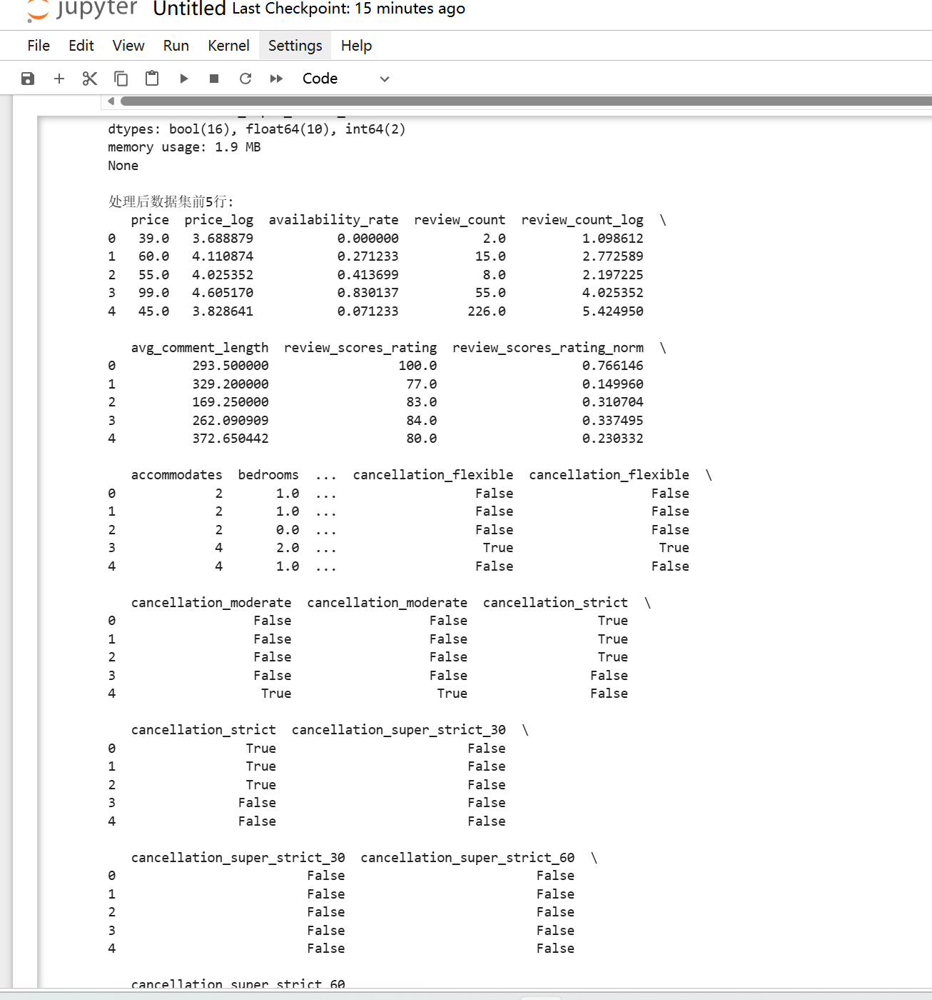 jupyter Untitled Last Checkpoint: 15 minutes ago
File Edit View Run Kernel Settings Help
Code
dtypes: bool(16), float64(10), int64(2)
memory usage: 1.9 MB
None
处理后数据集前5行:
price price_log availability_rate review_count review_count_log \
0 39.0 3.688879 0.000000 2.0 1.098612
1 60.0 4.110874 0.271233 15.0 2.772589
2 55.0 4.025352 0.413699 8.0 2.197225
3 99.0 4.605170 0.830137 55.0 4.025352
4 45.0 3.828641 0.071233 226.0 5.424950
avg_comment_length review_scores_rating review_scores_rating_norm \
0 293.500000 100.0 0.766146
1 329.200000 77.0 0.149960
2 169.250000 83.0 0.310704
3 262.090909 84.0 0.337495
4 372.650442 80.0 0.230332
accommodates bedrooms ... cancellation_flexible cancellation_flexible \
0 2 1.0 ... False False
1 2 1.0 ... False False
2 2 0.0 ... False False
3 4 2.0 ... True True
4 4 1.0 ... False False
cancellation_moderate cancellation_moderate cancellation_strict \
0 False False True
1 False False True
2 False False True
3 False False False
4 True True False
cancellation_strict cancellation_super_strict_30 \
0 True False
1 True False
2 True False
3 False False
4 False False
cancellation_super_strict_30 cancellation_super_strict_60 \
0 False False
1 False False
2 False False
3 False False
4 False False
cancellation_super_strict_60